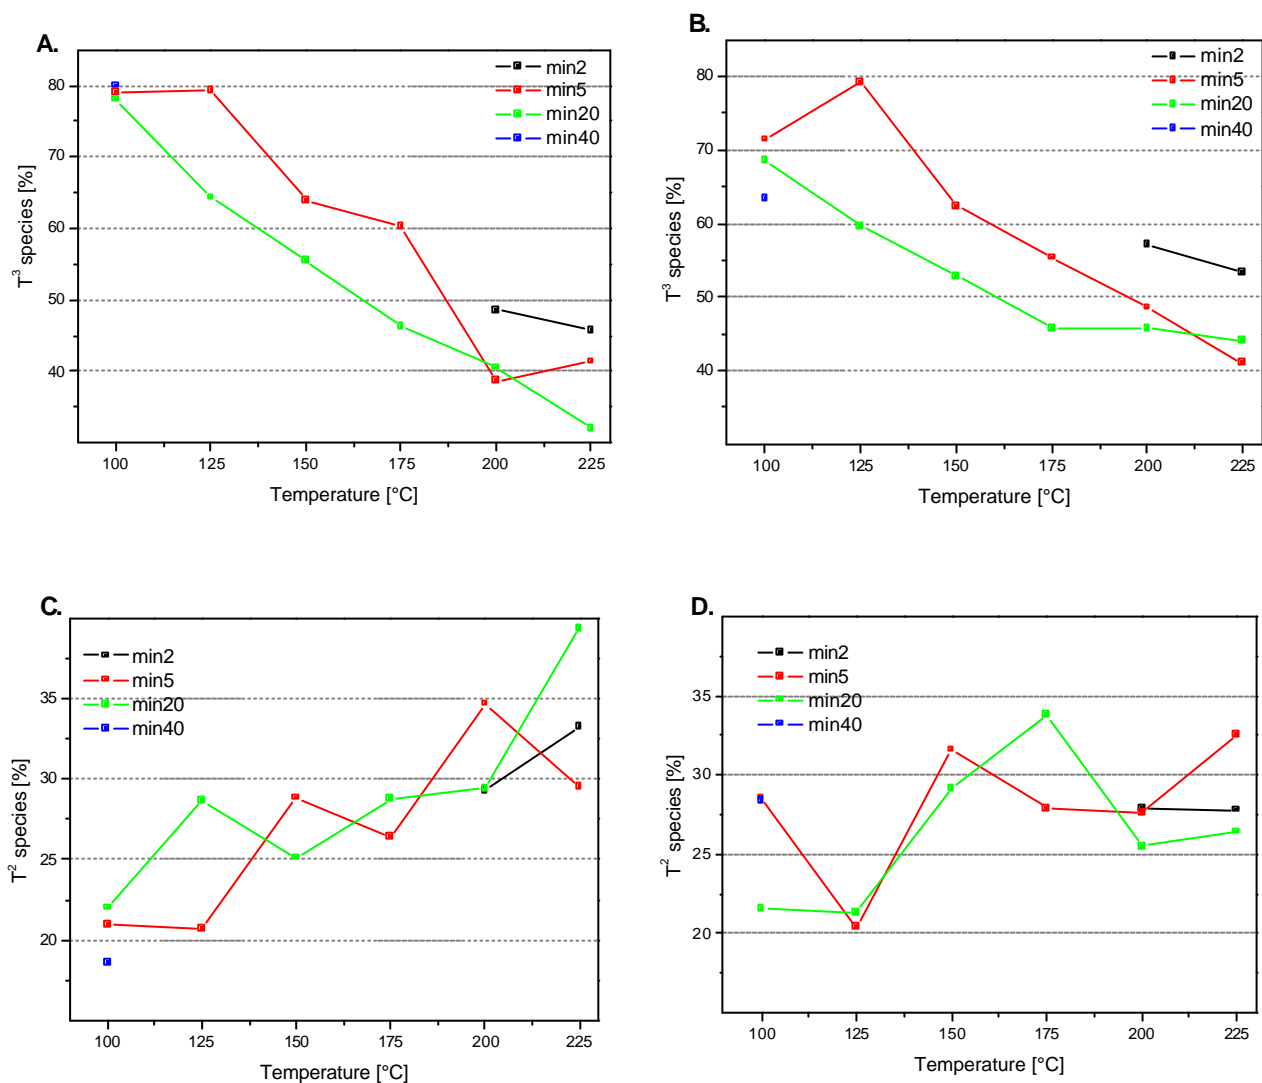 A.
min2
min5
min20
min40
80
70
60
50
40
T3 species [%]
100 125 150 175 200 225
Temperature [°C]
B.
min2
min5
min20
min40
80
70
60
50
40
T3 species [%]
100 125 150 175 200 225
Temperature [°C]
C.
min2
min5
min20
min40
35
30
25
20
T2 species [%]
100 125 150 175 200 225
Temperature [°C]
D.
min2
min5
min20
min40
35
30
25
20
T2 species [%]
100 125 150 175 200 225
Temperature [°C]